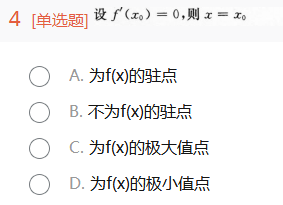 4 [单选题] 设 f′(x₀) = 0,则 x = x₀
A. 为f(x)的驻点
B. 不为f(x)的驻点
C. 为f(x)的极大值点
D. 为f(x)的极小值点